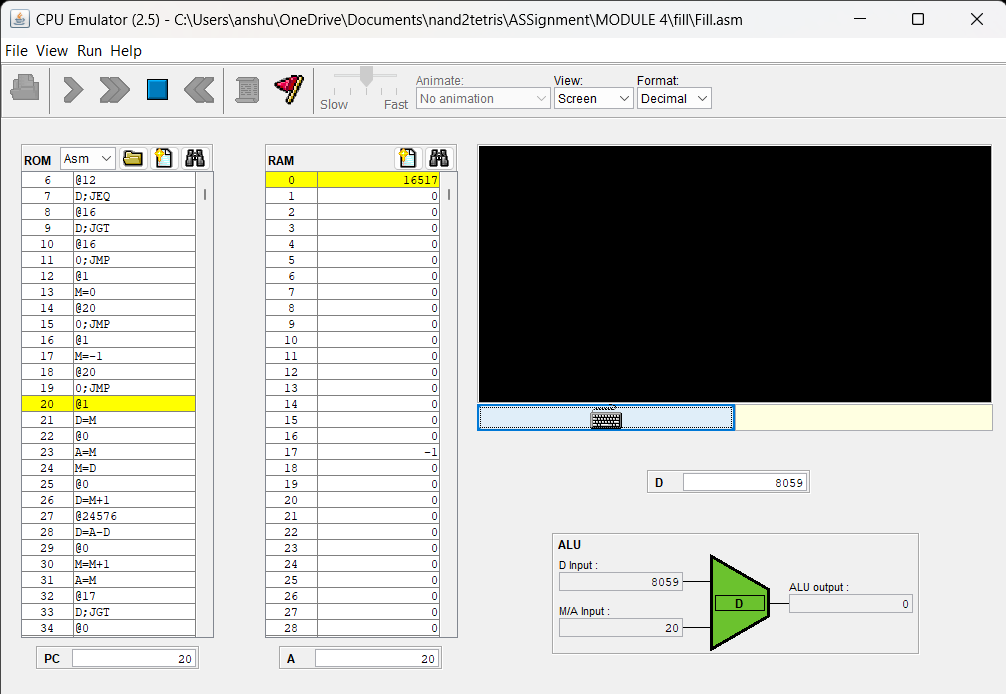 CPU Emulator (2.5) - C:\Users\anshu\OneDrive\Documents\nand2tetris\ASSignment\MODULE 4\fill\Fill.asm
File View Run Help
Slow Fast
Animate:
No animation
View:
Screen
Format:
Decimal
ROM Asm
6 @12
7 D;JEQ
8 @16
9 D;JGT
10 @16
11 0;JMP
12 @1
13 M=0
14 @20
15 0;JMP
16 @1
17 M=-1
18 @20
19 0;JMP
20 @1
21 D=M
22 @0
23 A=M
24 M=D
25 @0
26 D=M+1
27 @24576
28 D=A-D
29 @0
30 M=M+1
31 A=M
32 @17
33 D;JGT
34 @0
PC 20
RAM
0 16517
1 0
2 0
3 0
4 0
5 0
6 0
7 0
8 0
9 0
10 0
11 0
12 0
13 0
14 0
15 0
16 0
17 -1
18 0
19 0
20 0
21 0
22 0
23 0
24 0
25 0
26 0
27 0
28 0
A 20
D 8059
ALU
D Input :
8059
M/A Input :
20
D
ALU output :
0